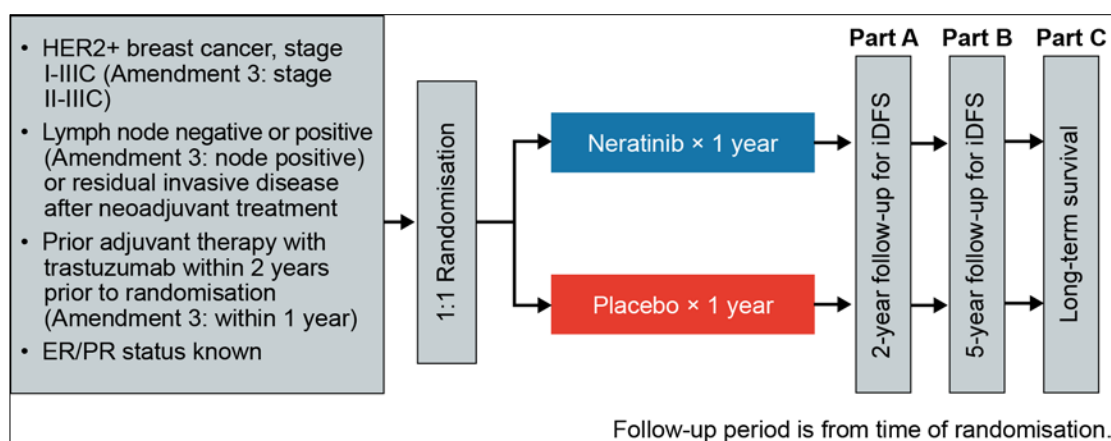 • HER2+ breast cancer, stage
I-IIIC (Amendment 3: stage
II-IIIC)
• Lymph node negative or positive
(Amendment 3: node positive)
or residual invasive disease
after neoadjuvant treatment
• Prior adjuvant therapy with
trastuzumab within 2 years
prior to randomisation
(Amendment 3: within 1 year)
• ER/PR status known
1:1 Randomisation
Neratinib × 1 year
Placebo × 1 year
Part A
2-year follow-up for iDFS
Part B
5-year follow-up for iDFS
Part C
Long-term survival
Follow-up period is from time of randomisation.